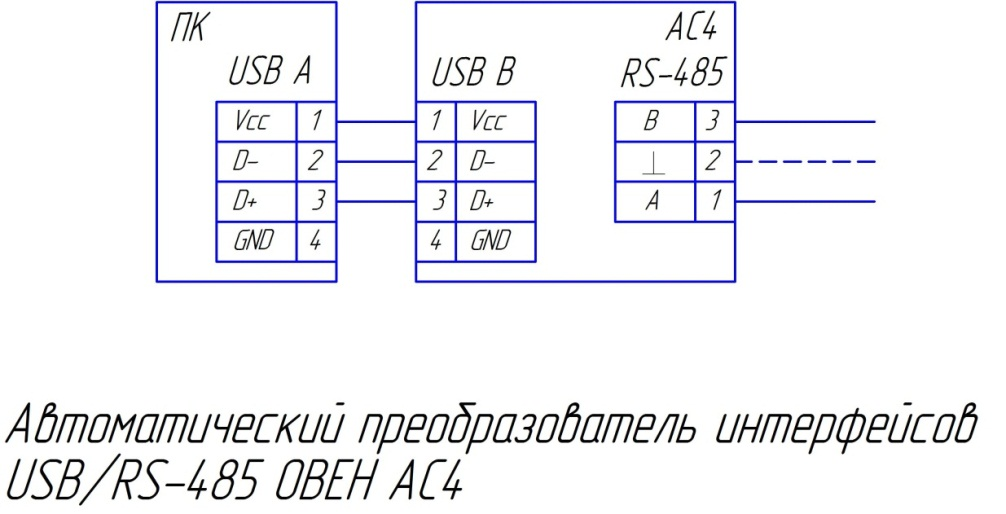 ПК AC4
USB A USB B RS-485
Vcc 1 1 Vcc B 3
D- 2 2 D- ⊥ 2
D+ 3 3 D+ A 1
GND 4 4 GND
Автоматический преобразователь интерфейсов
USB/RS-485 ОВЕН АС4